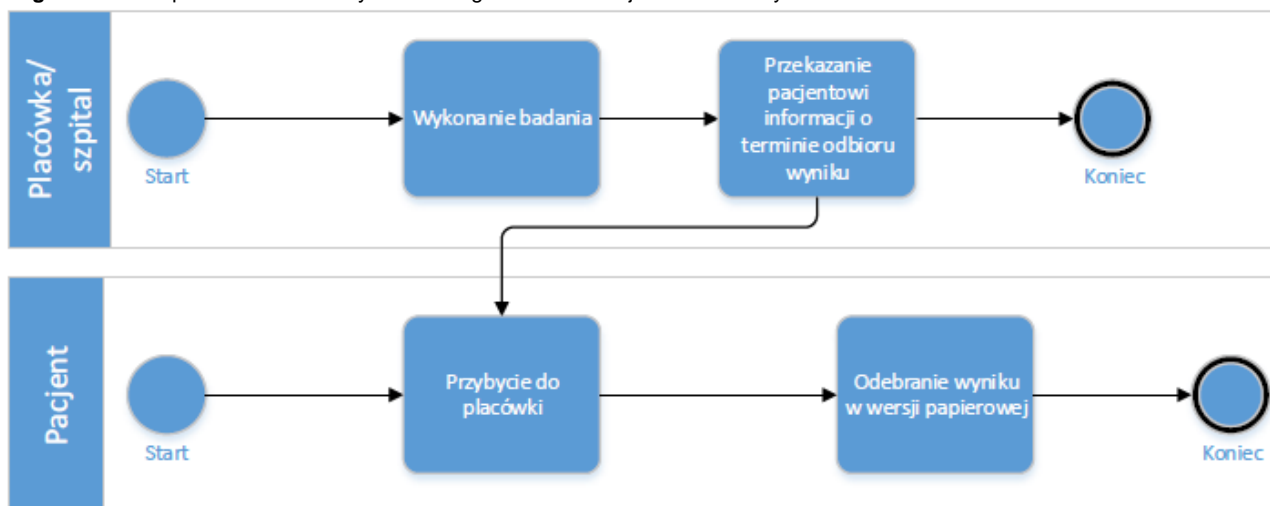 Placówka/
szpital
Start
Wykonanie badania
Przekazanie
pacjentowi
informacji o
terminie odbioru
wyniku
Koniec
Pacjent
Start
Przybycie do
placówki
Odebranie wyniku
w wersji papierowej
Koniec